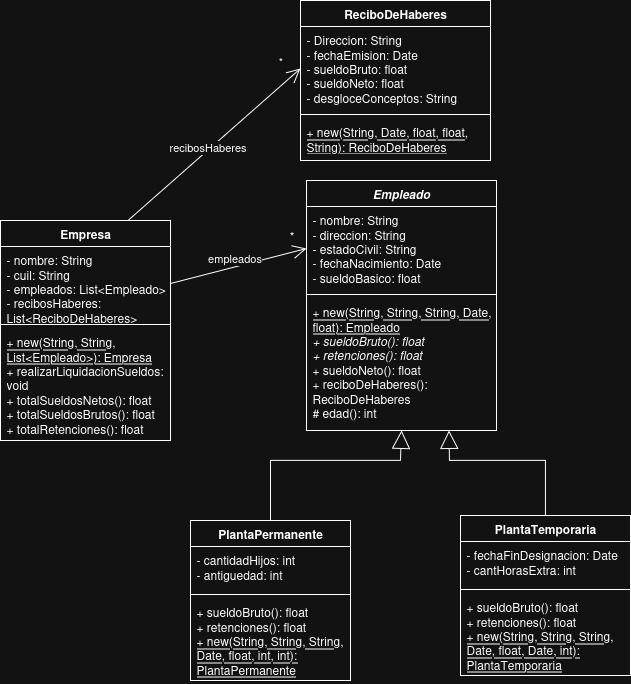 ReciboDeHaberes
- Direccion: String
- fechaEmision: Date
- sueldoBruto: float
- sueldoNeto: float
- desgloceConceptos: String
+ new(String, Date, float, float,
String): ReciboDeHaberes
*
recibosHaberes
Empleado
- nombre: String
- direccion: String
- estadoCivil: String
- fechaNacimiento: Date
- sueldoBasico: float
+ new(String, String, String, Date,
float): Empleado
+ sueldoBruto(): float
+ retenciones(): float
+ sueldoNeto(): float
+ reciboDeHaberes():
ReciboDeHaberes
# edad(): int
*
empleados
Empresa
- nombre: String
- cuil: String
- empleados: List<Empleado>
- recibosHaberes:
List<ReciboDeHaberes>
+ new(String, String,
List<Empleado>): Empresa
+ realizarLiquidacionSueldos:
void
+ totalSueldosNetos(): float
+ totalSueldosBrutos(): float
+ totalRetenciones(): float
PlantaPermanente
- cantidadHijos: int
- antiguedad: int
+ sueldoBruto(): float
+ retenciones(): float
+ new(String, String, String,
Date, float, int, int):
PlantaPermanente
PlantaTemporaria
- fechaFinDesignacion: Date
- cantHorasExtra: int
+ sueldoBruto(): float
+ retenciones(): float
+ new(String, String, String,
Date, float, Date, int):
PlantaTemporaria